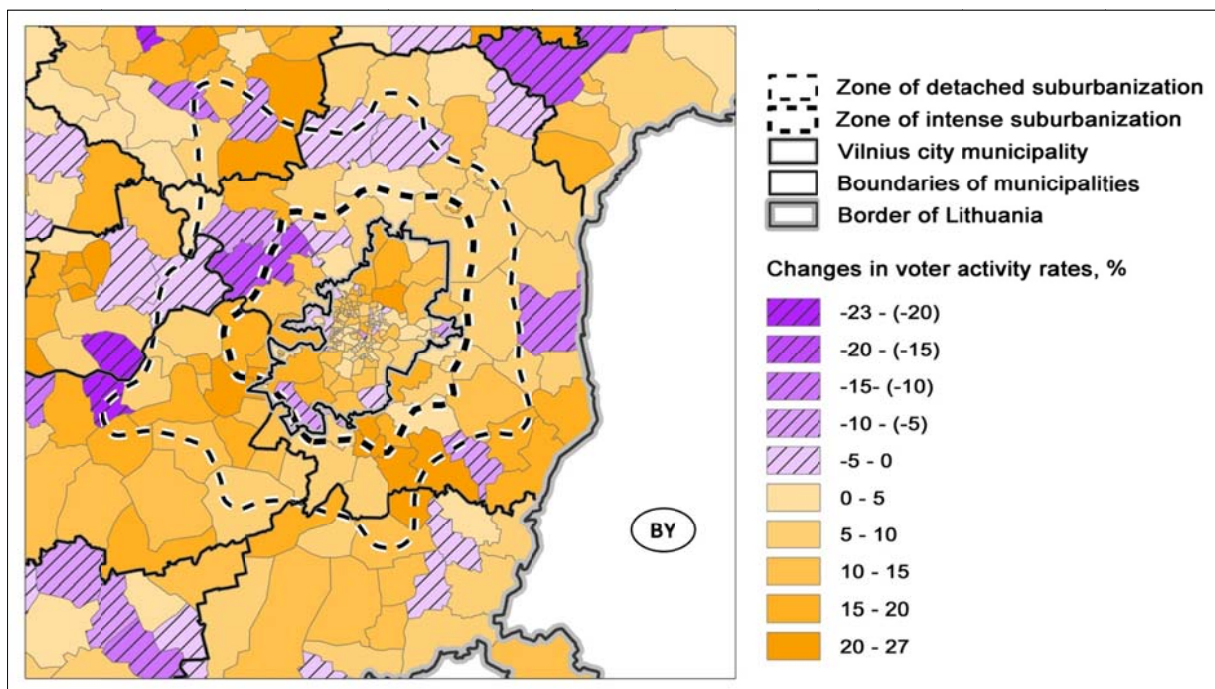 Zone of detached suburbanization
Zone of intense suburbanization
Vilnius city municipality
Boundaries of municipalities
Border of Lithuania
Changes in voter activity rates, %
-23 - (-20)
-20 - (-15)
-15- (-10)
-10 - (-5)
-5 - 0
0 - 5
5 - 10
10 - 15
15 - 20
20 - 27
BY